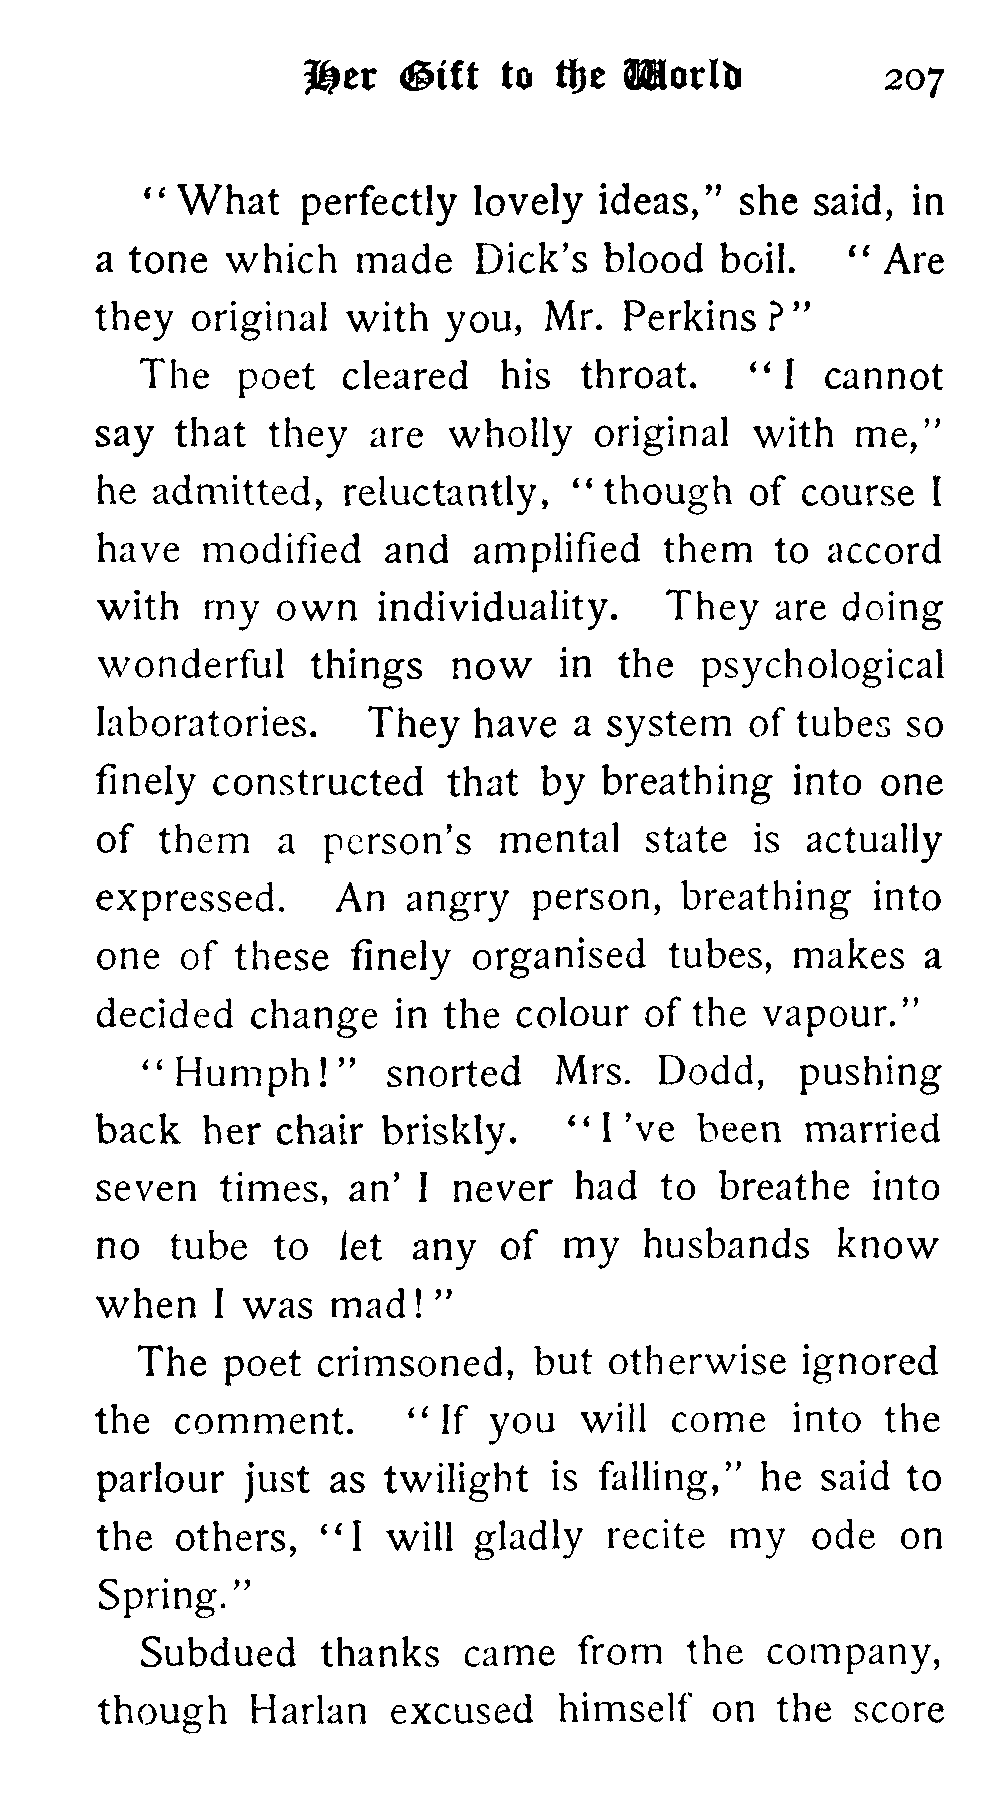 Her Gift to the World 207
“ What perfectly lovely ideas,” she said, in
a tone which made Dick’s blood boil. “ Are
they original with you, Mr. Perkins ? ”
The poet cleared his throat. “ I cannot
say that they are wholly original with me,”
he admitted, reluctantly, “ though of course I
have modified and amplified them to accord
with my own individuality. They are doing
wonderful things now in the psychological
laboratories. They have a system of tubes so
finely constructed that by breathing into one
of them a person’s mental state is actually
expressed. An angry person, breathing into
one of these finely organised tubes, makes a
decided change in the colour of the vapour.”
“ Humph! ” snorted Mrs. Dodd, pushing
back her chair briskly. “ I ’ve been married
seven times, an’ I never had to breathe into
no tube to let any of my husbands know
when I was mad! ”
The poet crimsoned, but otherwise ignored
the comment. “ If you will come into the
parlour just as twilight is falling,” he said to
the others, “I will gladly recite my ode on
Spring.”
Subdued thanks came from the company,
though Harlan excused himself on the score